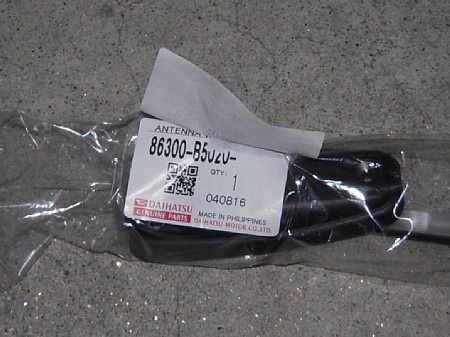 ANTENNA
86300-B5020-
QTY:
1
040816
DAIHATSU
GENUINE PARTS
MADE IN PHILIPPINES
DAIHATSU MOTOR CO.,LTD.